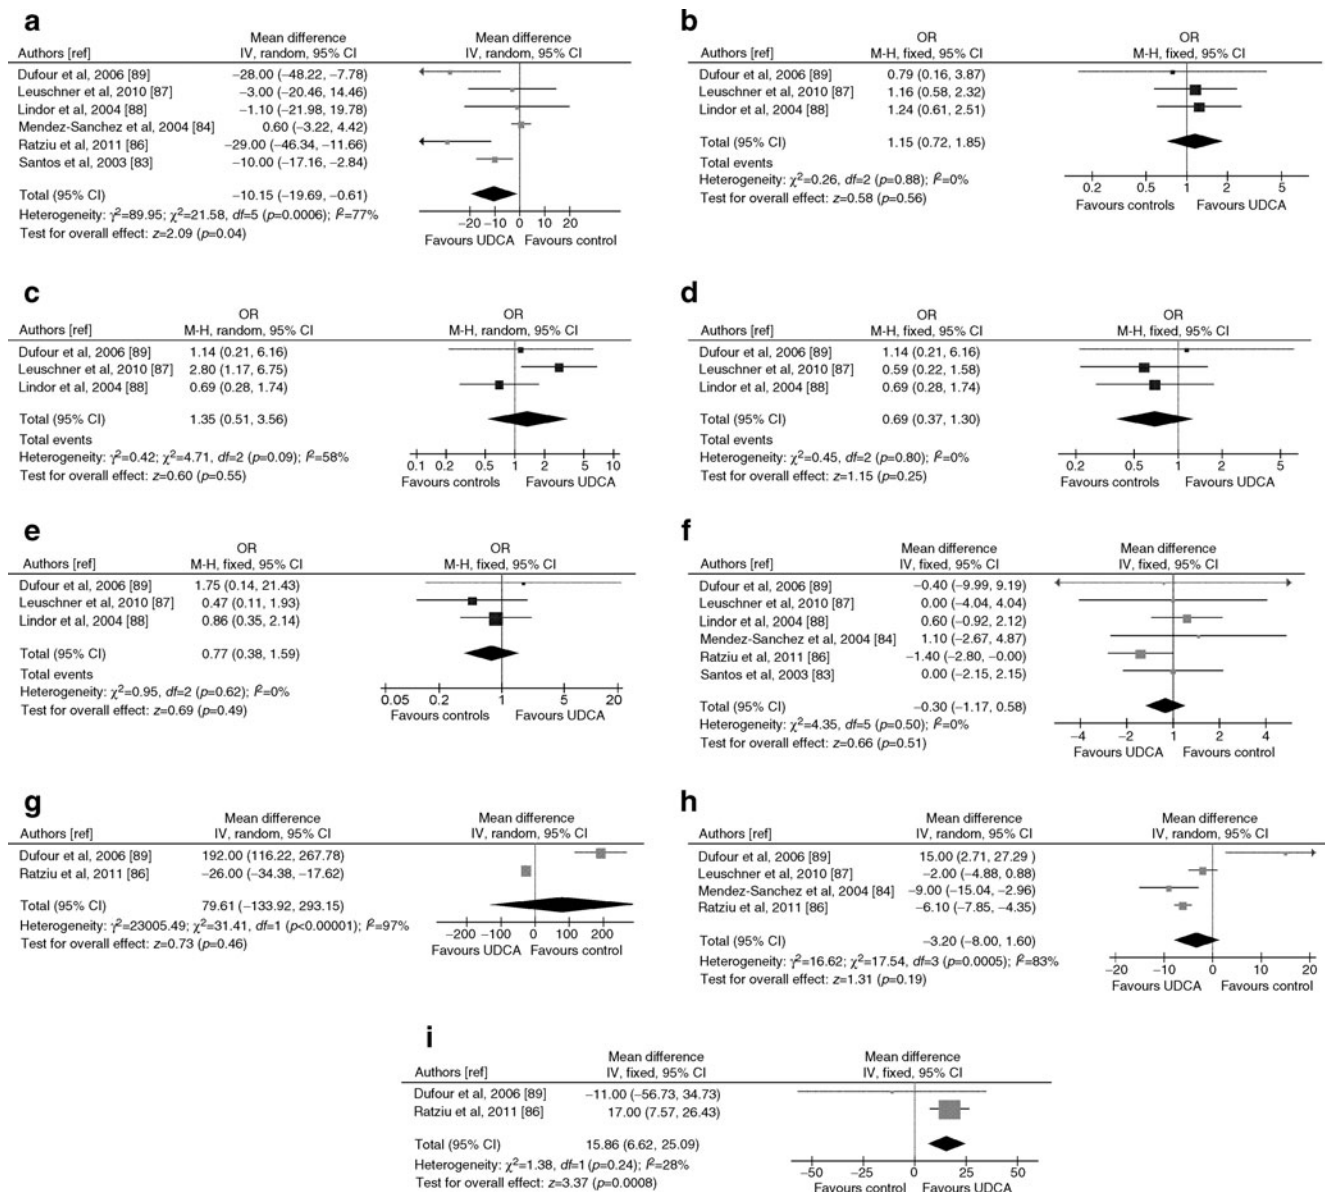 a
Mean difference Mean difference
Authors [ref] IV, random, 95% CI IV, random, 95% CI
Dufour et al, 2006 [89] −28.00 (−48.22, −7.78)
Leuschner et al, 2010 [87] −3.00 (−20.46, 14.46)
Lindor et al, 2004 [88] −1.10 (−21.98, 19.78)
Mendez-Sanchez et al, 2004 [84] 0.60 (−3.22, 4.42)
Ratziu et al, 2011 [86] −29.00 (−46.34, −11.66)
Santos et al, 2003 [83] −10.00 (−17.16, −2.84)
Total (95% CI) −10.15 (−19.69, −0.61)
Heterogeneity: γ²=89.95; χ²=21.58, df=5 (p=0.0006); I²=77%
Test for overall effect: z=2.09 (p=0.04)
−20 −10 0 10 20
Favours UDCA Favours control
b
OR OR
Authors [ref] M-H, fixed, 95% CI M-H, fixed, 95% CI
Dufour et al, 2006 [89] 0.79 (0.16, 3.87)
Leuschner et al, 2010 [87] 1.16 (0.58, 2.32)
Lindor et al, 2004 [88] 1.24 (0.61, 2.51)
Total (95% CI) 1.15 (0.72, 1.85)
Total events
Heterogeneity: χ²=0.26, df=2 (p=0.88); I²=0%
Test for overall effect: z=0.58 (p=0.56)
0.2 0.5 1 2 5
Favours controls Favours UDCA
c
OR OR
Authors [ref] M-H, random, 95% CI M-H, random, 95% CI
Dufour et al, 2006 [89] 1.14 (0.21, 6.16)
Leuschner et al, 2010 [87] 2.80 (1.17, 6.75)
Lindor et al, 2004 [88] 0.69 (0.28, 1.74)
Total (95% CI) 1.35 (0.51, 3.56)
Total events
Heterogeneity: γ²=0.42; χ²=4.71, df=2 (p=0.09); I²=58%
Test for overall effect: z=0.60 (p=0.55)
0.1 0.2 0.5 1 2 5 10
Favours controls Favours UDCA
d
OR OR
Authors [ref] M-H, fixed, 95% CI M-H, fixed, 95% CI
Dufour et al, 2006 [89] 1.14 (0.21, 6.16)
Leuschner et al, 2010 [87] 0.59 (0.22, 1.58)
Lindor et al, 2004 [88] 0.69 (0.28, 1.74)
Total (95% CI) 0.69 (0.37, 1.30)
Total events
Heterogeneity: χ²=0.45, df=2 (p=0.80); I²=0%
Test for overall effect: z=1.15 (p=0.25)
0.2 0.5 1 2 5
Favours controls Favours UDCA
e
OR OR
Authors [ref] M-H, fixed, 95% CI M-H, fixed, 95% CI
Dufour et al, 2006 [89] 1.75 (0.14, 21.43)
Leuschner et al, 2010 [87] 0.47 (0.11, 1.93)
Lindor et al, 2004 [88] 0.86 (0.35, 2.14)
Total (95% CI) 0.77 (0.38, 1.59)
Total events
Heterogeneity: χ²=0.95, df=2 (p=0.62); I²=0%
Test for overall effect: z=0.69 (p=0.49)
0.05 0.2 1 5 20
Favours controls Favours UDCA
f
Mean difference Mean difference
Authors [ref] IV, fixed, 95% CI IV, fixed, 95% CI
Dufour et al, 2006 [89] −0.40 (−9.99, 9.19)
Leuschner et al, 2010 [87] 0.00 (−4.04, 4.04)
Lindor et al, 2004 [88] 0.60 (−0.92, 2.12)
Mendez-Sanchez et al, 2004 [84] 1.10 (−2.67, 4.87)
Ratziu et al, 2011 [86] −1.40 (−2.80, −0.00)
Santos et al, 2003 [83] 0.00 (−2.15, 2.15)
Total (95% CI) −0.30 (−1.17, 0.58)
Heterogeneity: χ²=4.35, df=5 (p=0.50); I²=0%
Test for overall effect: z=0.66 (p=0.51)
−4 −2 1 2 4
Favours UDCA Favours control
g
Mean difference Mean difference
Authors [ref] IV, random, 95% CI IV, random, 95% CI
Dufour et al, 2006 [89] 192.00 (116.22, 267.78)
Ratziu et al, 2011 [86] −26.00 (−34.38, −17.62)
Total (95% CI) 79.61 (−133.92, 293.15)
Heterogeneity: γ²=23005.49; χ²=31.41, df=1 (p<0.00001); I²=97%
Test for overall effect: z=0.73 (p=0.46)
−200 −100 0 100 200
Favours UDCA Favours control
h
Mean difference Mean difference
Authors [ref] IV, random, 95% CI IV, random, 95% CI
Dufour et al, 2006 [89] 15.00 (2.71, 27.29 )
Leuschner et al, 2010 [87] −2.00 (−4.88, 0.88)
Mendez-Sanchez et al, 2004 [84] −9.00 (−15.04, −2.96)
Ratziu et al, 2011 [86] −6.10 (−7.85, −4.35)
Total (95% CI) −3.20 (−8.00, 1.60)
Heterogeneity: γ²=16.62; χ²=17.54, df=3 (p=0.0005); I²=83%
Test for overall effect: z=1.31 (p=0.19)
−20 −10 0 10 20
Favours UDCA Favours control
i
Mean difference Mean difference
Authors [ref] IV, fixed, 95% CI IV, fixed, 95% CI
Dufour et al, 2006 [89] −11.00 (−56.73, 34.73)
Ratziu et al, 2011 [86] 17.00 (7.57, 26.43)
Total (95% CI) 15.86 (6.62, 25.09)
Heterogeneity: χ²=1.38, df=1 (p=0.24); I²=28%
Test for overall effect: z=3.37 (p=0.0008)
−50 −25 0 25 50
Favours control Favours UDCA